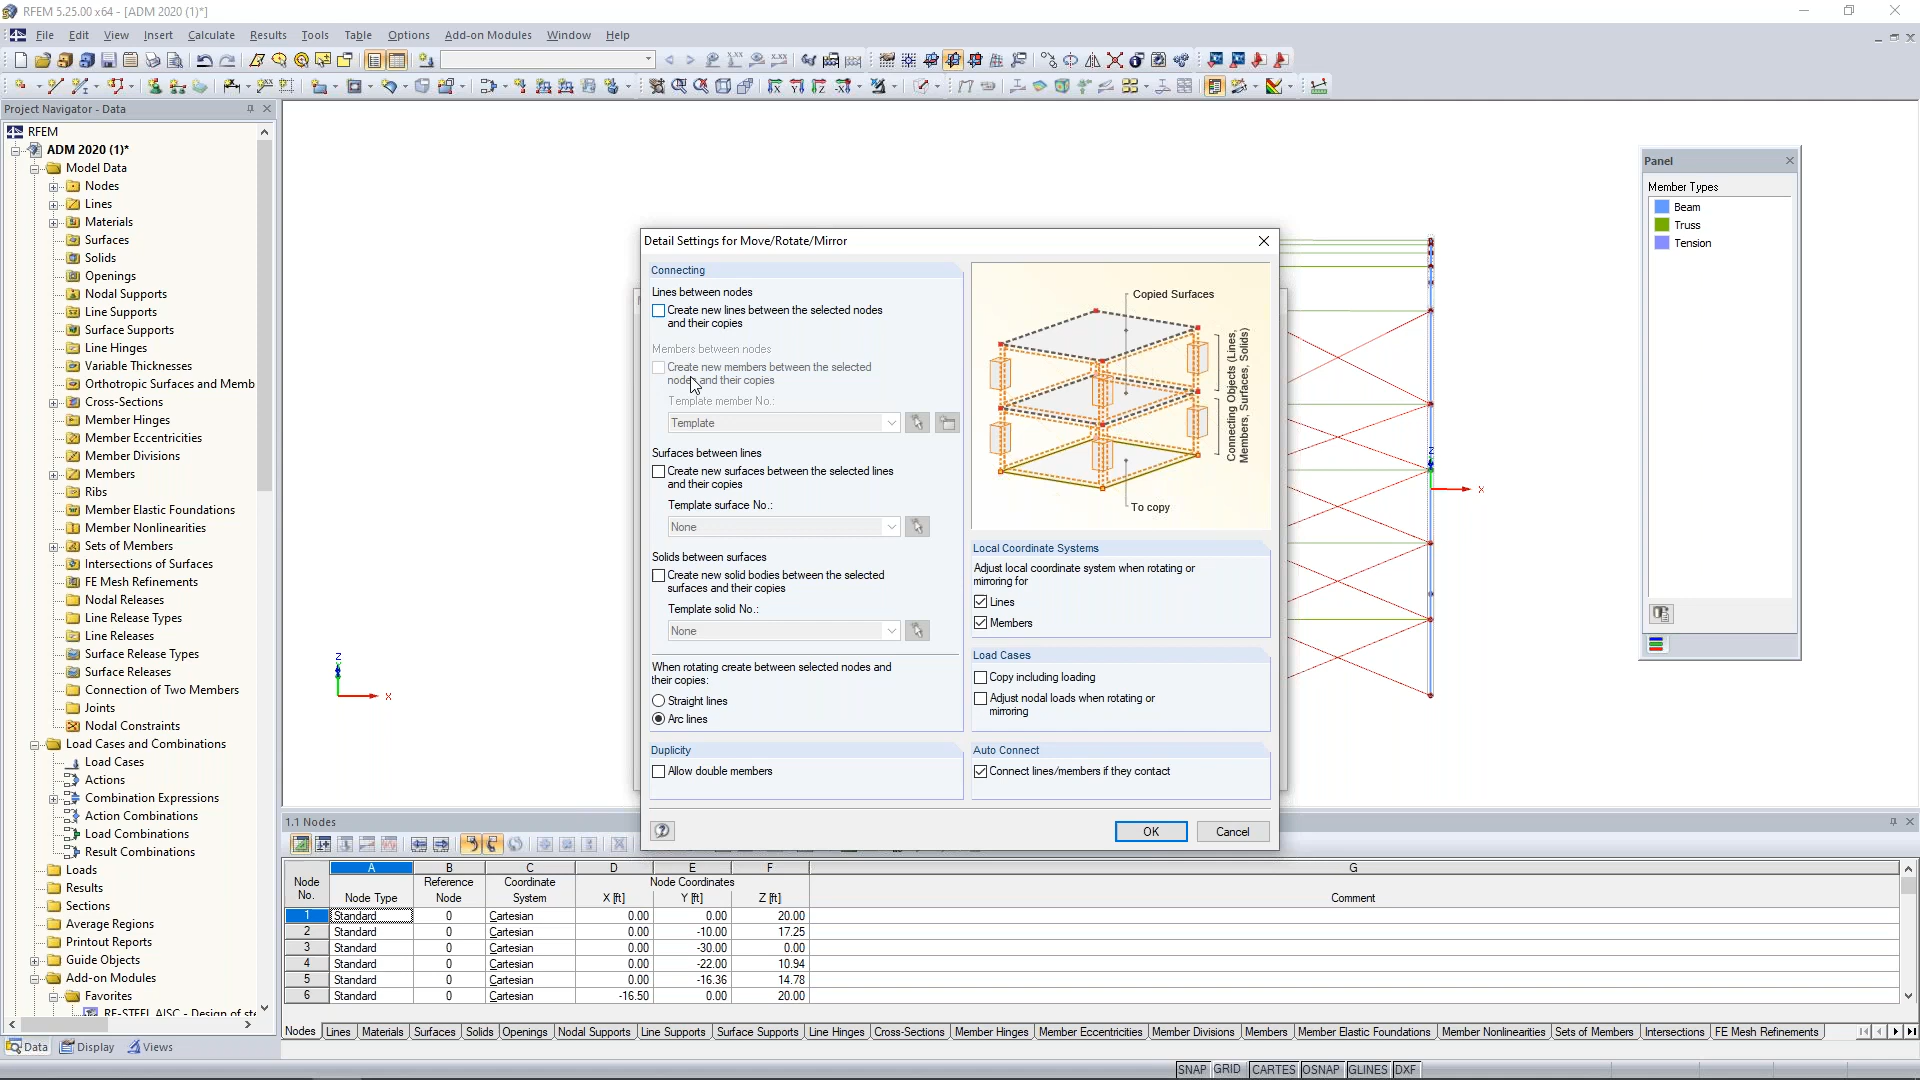 RFEM 5.25.00 x64 - [ADM 2020 (1)*]
File Edit View Insert Calculate Results Tools Table Options Add-on Modules Window Help
Project Navigator - Data
RFEM
ADM 2020 (1)*
Model Data
Nodes
Lines
Materials
Surfaces
Solids
Openings
Nodal Supports
Line Supports
Surface Supports
Line Hinges
Variable Thicknesses
Orthotropic Surfaces and Memb
Cross-Sections
Member Hinges
Member Eccentricities
Member Divisions
Members
Ribs
Member Elastic Foundations
Member Nonlinearities
Sets of Members
Intersections of Surfaces
FE Mesh Refinements
Nodal Releases
Line Release Types
Line Releases
Surface Release Types
Surface Releases
Connection of Two Members
Joints
Nodal Constraints
Load Cases and Combinations
Load Cases
Actions
Combination Expressions
Action Combinations
Load Combinations
Result Combinations
Loads
Results
Sections
Average Regions
Printout Reports
Guide Objects
Add-on Modules
Favorites
RF-STEEL AISC - Design of ste
Data Display Views
Z
X
Detail Settings for Move/Rotate/Mirror
Connecting
Lines between nodes
Create new lines between the selected nodes
and their copies
Members between nodes
Create new members between the selected
nodes and their copies
Template member No.:
Template
Surfaces between lines
Create new surfaces between the selected lines
and their copies
Template surface No.:
None
Solids between surfaces
Create new solid bodies between the selected
surfaces and their copies
Template solid No.:
None
When rotating create between selected nodes and
their copies:
Straight lines
Arc lines
Duplicity
Allow double members
Copied Surfaces
Connecting Objects (Lines,
Members, Surfaces, Solids)
To copy
Local Coordinate Systems
Adjust local coordinate system when rotating or
mirroring for
Lines
Members
Load Cases
Copy including loading
Adjust nodal loads when rotating or
mirroring
Auto Connect
Connect lines/members if they contact
OK Cancel
Z
X
Panel
Member Types
Beam
Truss
Tension
1.1 Nodes
A B C D E F G
Node Reference Coordinate Node Coordinates
No. Node Type Node System X [ft] Y [ft] Z [ft] Comment
1 Standard 0 Cartesian 0.00 0.00 20.00
2 Standard 0 Cartesian 0.00 -10.00 17.25
3 Standard 0 Cartesian 0.00 -30.00 0.00
4 Standard 0 Cartesian 0.00 -22.00 10.94
5 Standard 0 Cartesian 0.00 -16.36 14.78
6 Standard 0 Cartesian -16.50 0.00 20.00
Nodes Lines Materials Surfaces Solids Openings Nodal Supports Line Supports Surface Supports Line Hinges Cross-Sections Member Hinges Member Eccentricities Member Divisions Members Member Elastic Foundations Member Nonlinearities Sets of Members Intersections FE Mesh Refinements
SNAP GRID CARTES OSNAP GLINES DXF